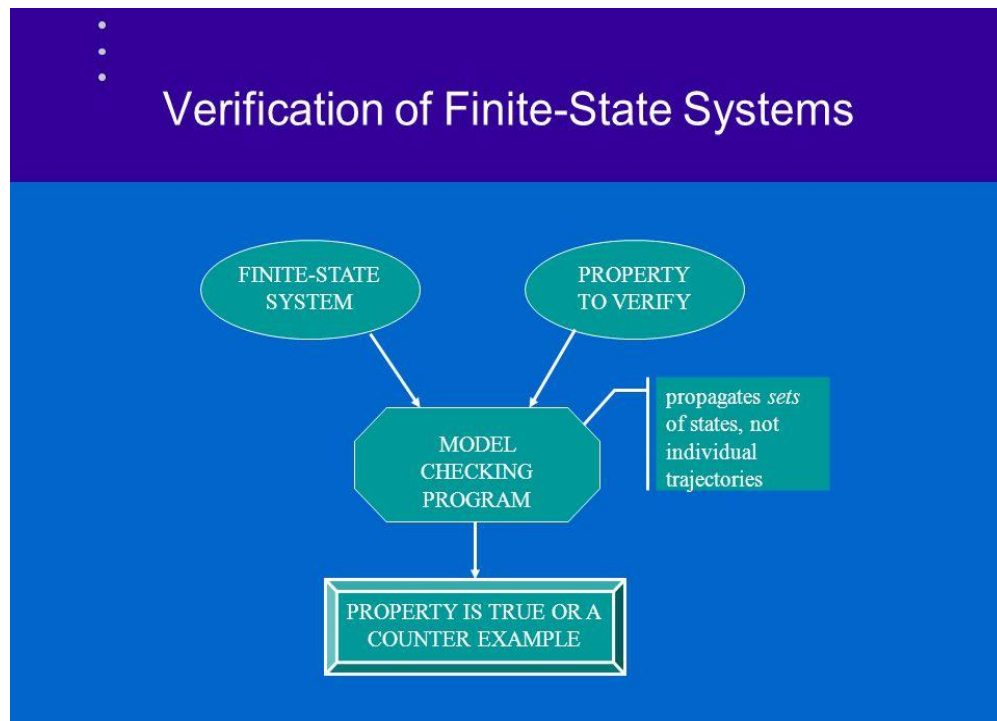 Verification of Finite-State Systems
FINITE-STATE
SYSTEM
PROPERTY
TO VERIFY
propagates sets
of states, not
individual
trajectories
MODEL
CHECKING
PROGRAM
PROPERTY IS TRUE OR A
COUNTER EXAMPLE